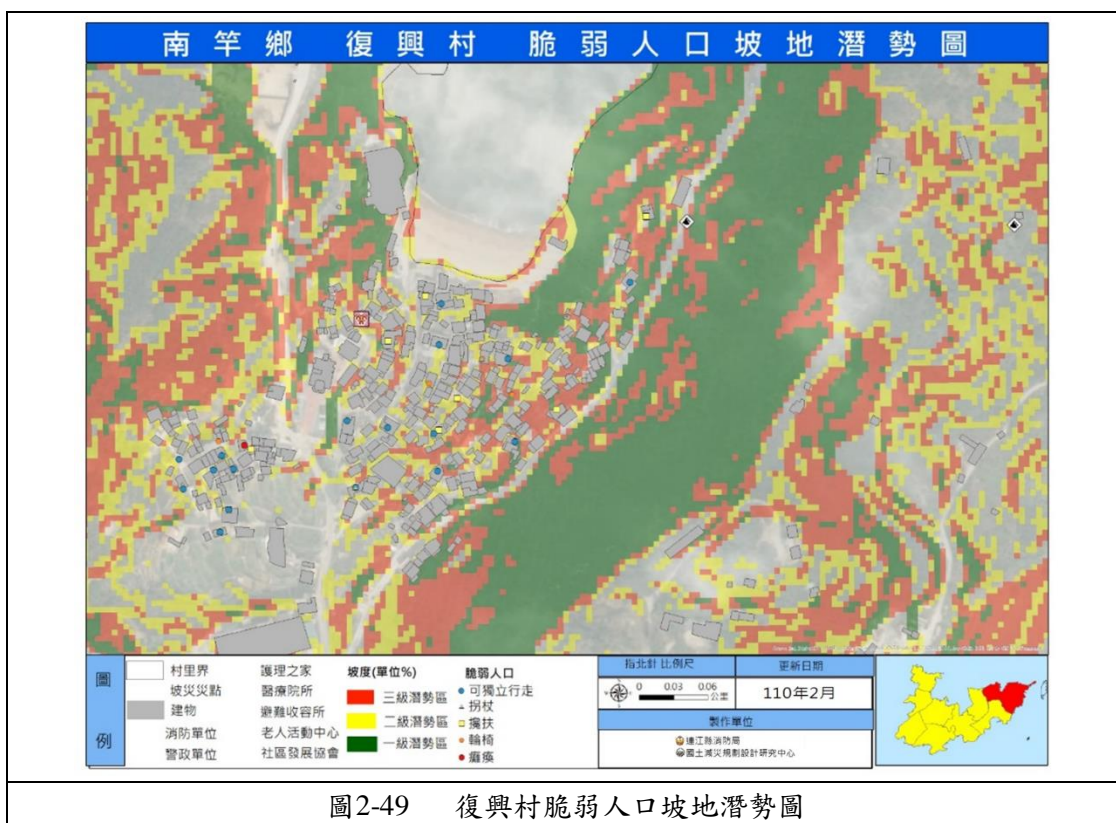 南竿鄉 復興村 脆弱人口坡地潛勢圖
圖例
村里界
坡災災點
建物
消防單位
警政單位
護理之家
醫療院所
避難收容所
老人活動中心
社區發展協會
坡度(單位%)
三級潛勢區
二級潛勢區
一級潛勢區
脆弱人口
可獨立行走
拐杖
攙扶
輪椅
癱瘓
指北針 比例尺
0 0.03 0.06
公里
更新日期
110年2月
製作單位
連江縣消防局
國土減災規劃設計研究中心
圖2-49 復興村脆弱人口坡地潛勢圖